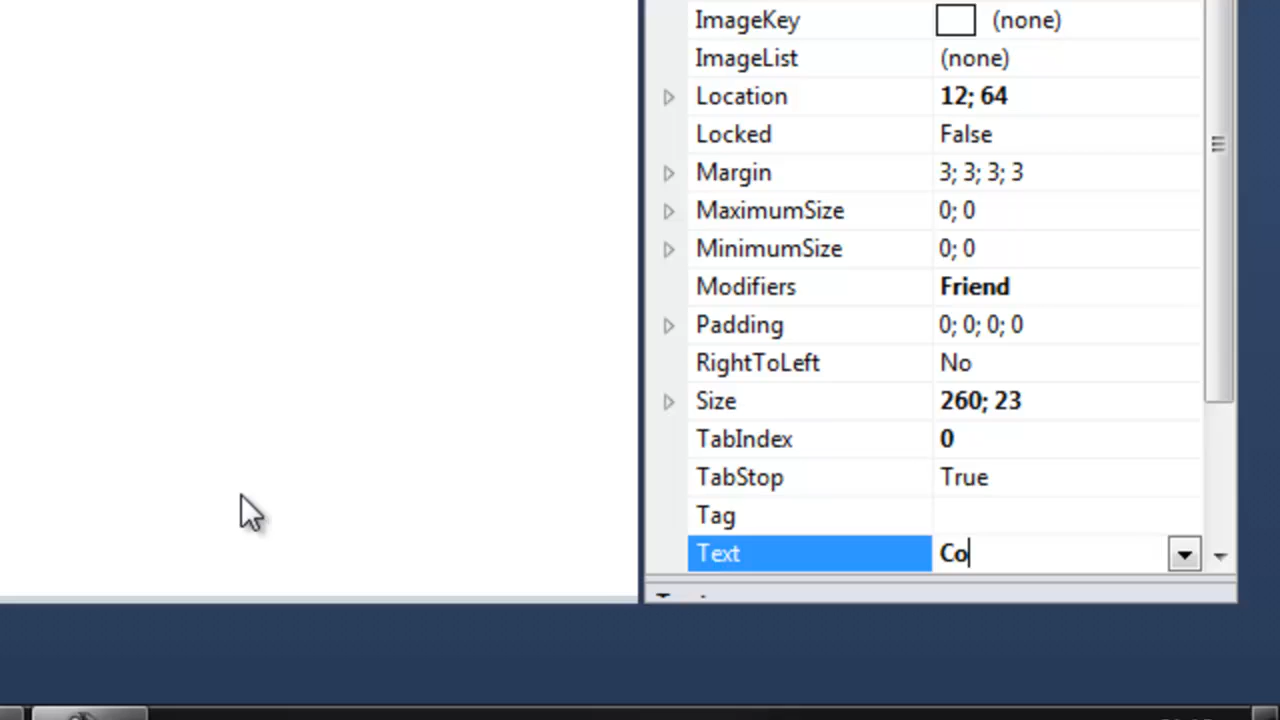 ImageKey (none)
ImageList (none)
Location 12; 64
Locked False
Margin 3; 3; 3; 3
MaximumSize 0; 0
MinimumSize 0; 0
Modifiers Friend
Padding 0; 0; 0; 0
RightToLeft No
Size 260; 23
TabIndex 0
TabStop True
Tag
Text Co